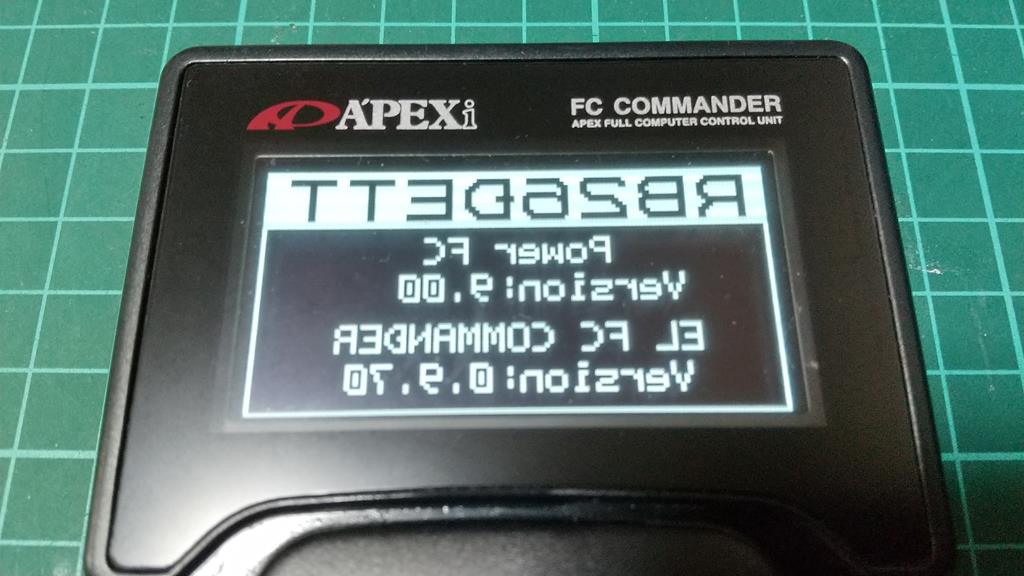 A'PEXi
FC COMMANDER
APEX FULL COMPUTER CONTROL UNIT
RB26DETT
Power FC
Version:9.00
EL FC COMMANDER
Version:0.9.70